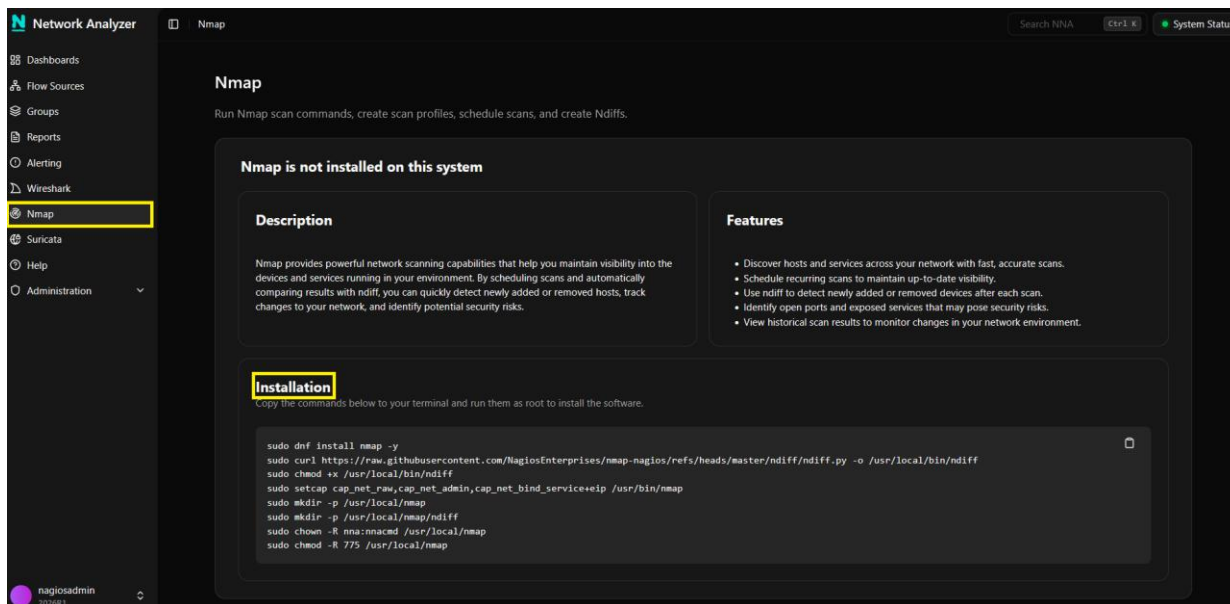 Network Analyzer
Nmap
Search NNA
Ctrl K
System Statu
Dashboards
Flow Sources
Groups
Reports
Alerting
Wireshark
Nmap
Suricata
Help
Administration
nagiosadmin
2026R1
Nmap
Run Nmap scan commands, create scan profiles, schedule scans, and create Ndiffs.
Nmap is not installed on this system
Description
Nmap provides powerful network scanning capabilities that help you maintain visibility into the
devices and services running in your environment. By scheduling scans and automatically
comparing results with ndiff, you can quickly detect newly added or removed hosts, track
changes to your network, and identify potential security risks.
Features
• Discover hosts and services across your network with fast, accurate scans.
• Schedule recurring scans to maintain up-to-date visibility.
• Use ndiff to detect newly added or removed devices after each scan.
• Identify open ports and exposed services that may pose security risks.
• View historical scan results to monitor changes in your network environment.
Installation
Copy the commands below to your terminal and run them as root to install the software.
sudo dnf install nmap -y
sudo curl https://raw.githubusercontent.com/NagiosEnterprises/nmap-nagios/refs/heads/master/ndiff/ndiff.py -o /usr/local/bin/ndiff
sudo chmod +x /usr/local/bin/ndiff
sudo setcap cap_net_raw,cap_net_admin,cap_net_bind_service+eip /usr/bin/nmap
sudo mkdir -p /usr/local/nmap
sudo mkdir -p /usr/local/nmap/ndiff
sudo chown -R nna:nnacmd /usr/local/nmap
sudo chmod -R 775 /usr/local/nmap